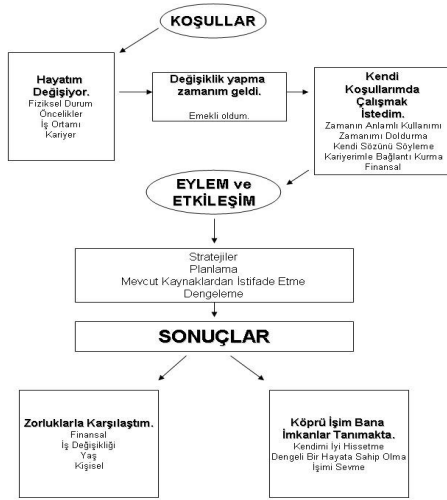 KOŞULLAR
Hayatım
Değişiyor.
Fiziksel Durum
Öncelikler
İş Ortamı
Kariyer
Değişiklik yapma
zamanım geldi.
Emekli oldum.
Kendi
Koşullarımda
Çalışmak
İstedim.
Zamanın Anlamlı Kullanımı
Zamanımı Doldurma
Kendi Sözünü Söyleme
Kariyerimle Bağlantı Kurma
Finansal
EYLEM ve
ETKİLEŞİM
Stratejiler
Planlama
Mevcut Kaynaklardan İstifade Etme
Dengeleme
SONUÇLAR
Zorluklarla Karşılaştım.
Finansal
İş Değişikliği
Yaş
Kişisel
Köprü İşim Bana
İmkanlar Tanımakta.
Kendimi İyi Hissetme
Dengeli Bir Hayata Sahip Olma
İşimi Sevme